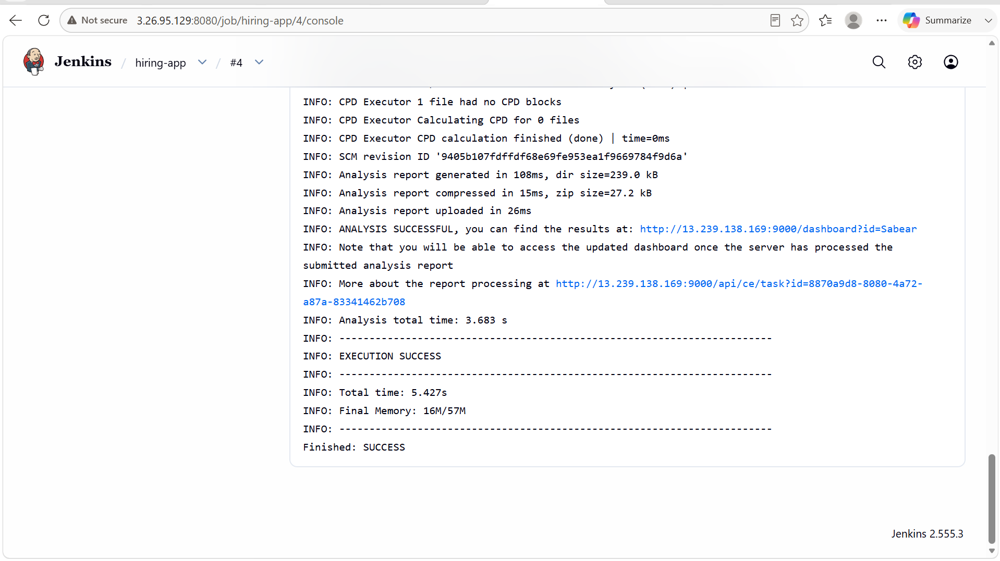 Not secure 3.26.95.129:8080/job/hiring-app/4/console Summarize
Jenkins / hiring-app / #4
INFO: CPD Executor 1 file had no CPD blocks
INFO: CPD Executor Calculating CPD for 0 files
INFO: CPD Executor CPD calculation finished (done) | time=0ms
INFO: SCM revision ID '9405b107fdffdf68e69fe953ea1f9669784f9d6a'
INFO: Analysis report generated in 108ms, dir size=239.0 kB
INFO: Analysis report compressed in 15ms, zip size=27.2 kB
INFO: Analysis report uploaded in 26ms
INFO: ANALYSIS SUCCESSFUL, you can find the results at: http://13.239.138.169:9000/dashboard?id=Sabear
INFO: Note that you will be able to access the updated dashboard once the server has processed the
submitted analysis report
INFO: More about the report processing at http://13.239.138.169:9000/api/ce/task?id=8870a9d8-8080-4a72-
a87a-83341462b708
INFO: Analysis total time: 3.683 s
INFO: ------------------------------------------------------------------------
INFO: EXECUTION SUCCESS
INFO: ------------------------------------------------------------------------
INFO: Total time: 5.427s
INFO: Final Memory: 16M/57M
INFO: ------------------------------------------------------------------------
Finished: SUCCESS
Jenkins 2.555.3